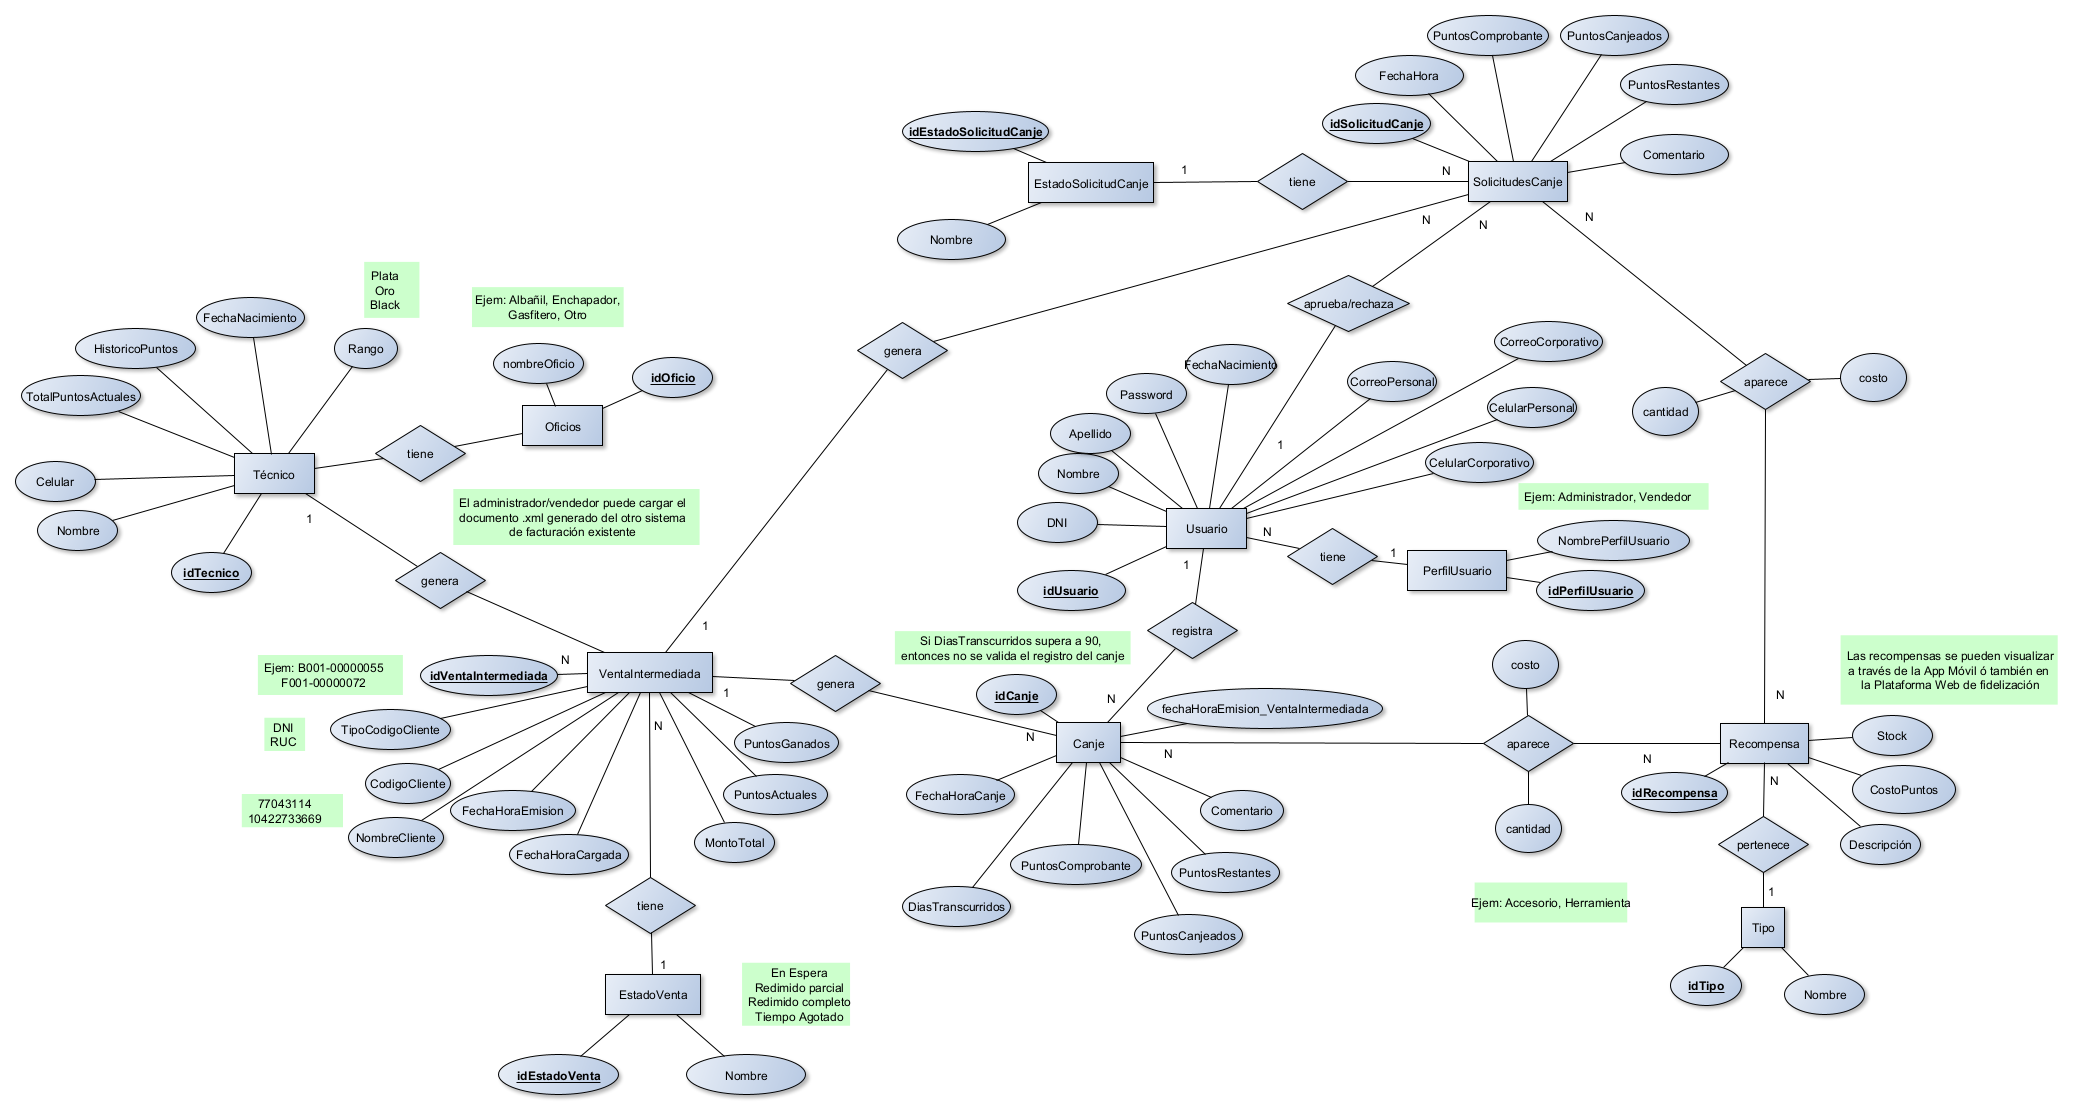 PuntosComprobante
PuntosCanjeados
FechaHora
PuntosRestantes
idSolicitudCanje
idEstadoSolicitudCanje
Comentario
EstadoSolicitudCanje
1
tiene
N
SolicitudesCanje
N
N
N
Nombre
Plata
Oro
Black
Ejem: Albañil, Enchapador,
Gasfitero, Otro
aprueba/rechaza
FechaNacimiento
HistoricoPuntos
Rango
genera
CorreoCorporativo
nombreOficio
idOficio
FechaNacimiento
CorreoPersonal
aparece
costo
TotalPuntosActuales
Password
CelularPersonal
cantidad
Oficios
Apellido
1
tiene
Técnico
Nombre
CelularCorporativo
Celular
Ejem: Administrador, Vendedor
El administrador/vendedor puede cargar el
documento .xml generado del otro sistema
de facturación existente
1
Nombre
DNI
Usuario
N
NombrePerfilUsuario
tiene
1
PerfilUsuario
idTecnico
genera
1
idUsuario
idPerfilUsuario
1
registra
Si DiasTranscurridos supera a 90,
entonces no se valida el registro del canje
Las recompensas se pueden visualizar
a través de la App Móvil ó también en
la Plataforma Web de fidelización
Ejem: B001-00000055
F001-00000072
N
idVentaIntermediada
VentaIntermediada
1
genera
costo
idCanje
N
fechaHoraEmision_VentaIntermediada
N
DNI
RUC
TipoCodigoCliente
N
PuntosGanados
N
Canje
N
aparece
N
Recompensa
Stock
CodigoCliente
PuntosActuales
FechaHoraCanje
idRecompensa
N
CostoPuntos
77043114
10422733669
NombreCliente
FechaHoraEmision
Comentario
cantidad
FechaHoraCargada
MontoTotal
PuntosComprobante
PuntosRestantes
pertenece
Descripción
tiene
DiasTranscurridos
PuntosCanjeados
Ejem: Accesorio, Herramienta
1
Tipo
1
EstadoVenta
En Espera
Redimido parcial
Redimido completo
Tiempo Agotado
idTipo
Nombre
idEstadoVenta
Nombre